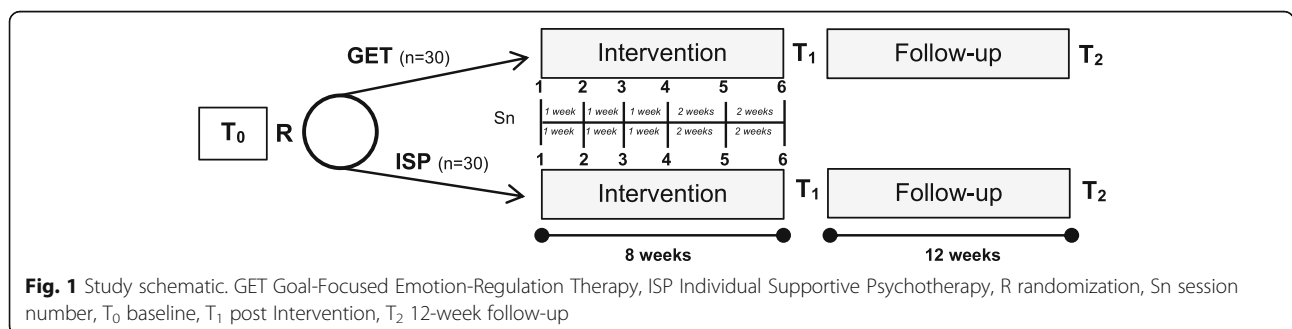 GET (n=30)
Intervention T₁ Follow-up T₂
1 2 3 4 5 6
T₀ R Sn 1 week 1 week 1 week 2 weeks 2 weeks
1 week 1 week 1 week 2 weeks 2 weeks
1 2 3 4 5 6
ISP (n=30)
Intervention T₁ Follow-up T₂
8 weeks 12 weeks
Fig. 1 Study schematic. GET Goal-Focused Emotion-Regulation Therapy, ISP Individual Supportive Psychotherapy, R randomization, Sn session
number, T₀ baseline, T₁ post Intervention, T₂ 12-week follow-up